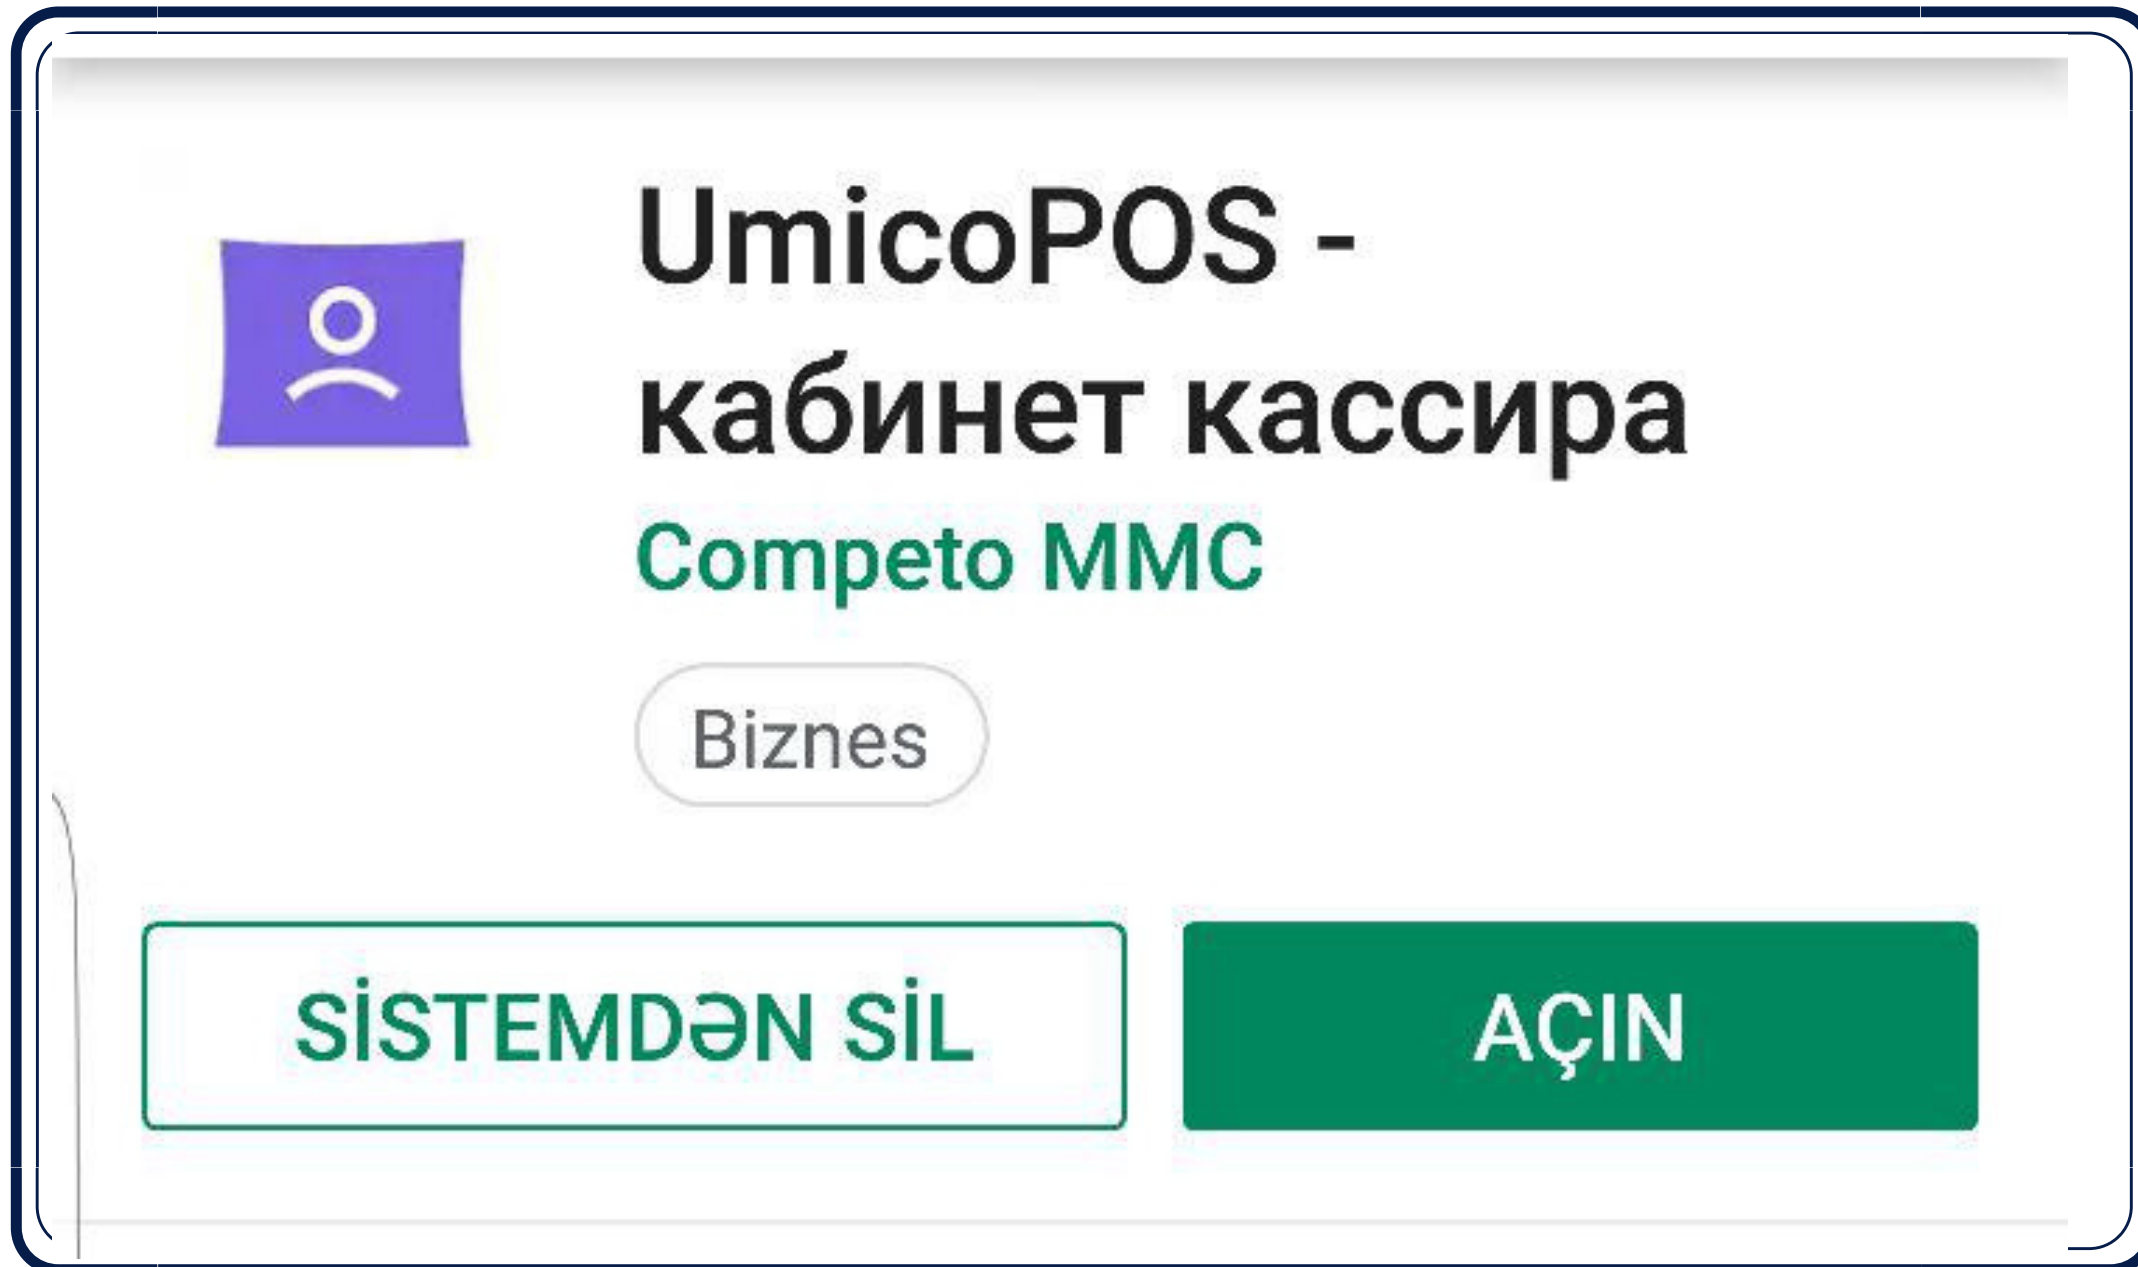 UmicoPOS -
кабинет кассира
Competo MMC
Biznes
SİSTEMDƏN SİL
AÇIN